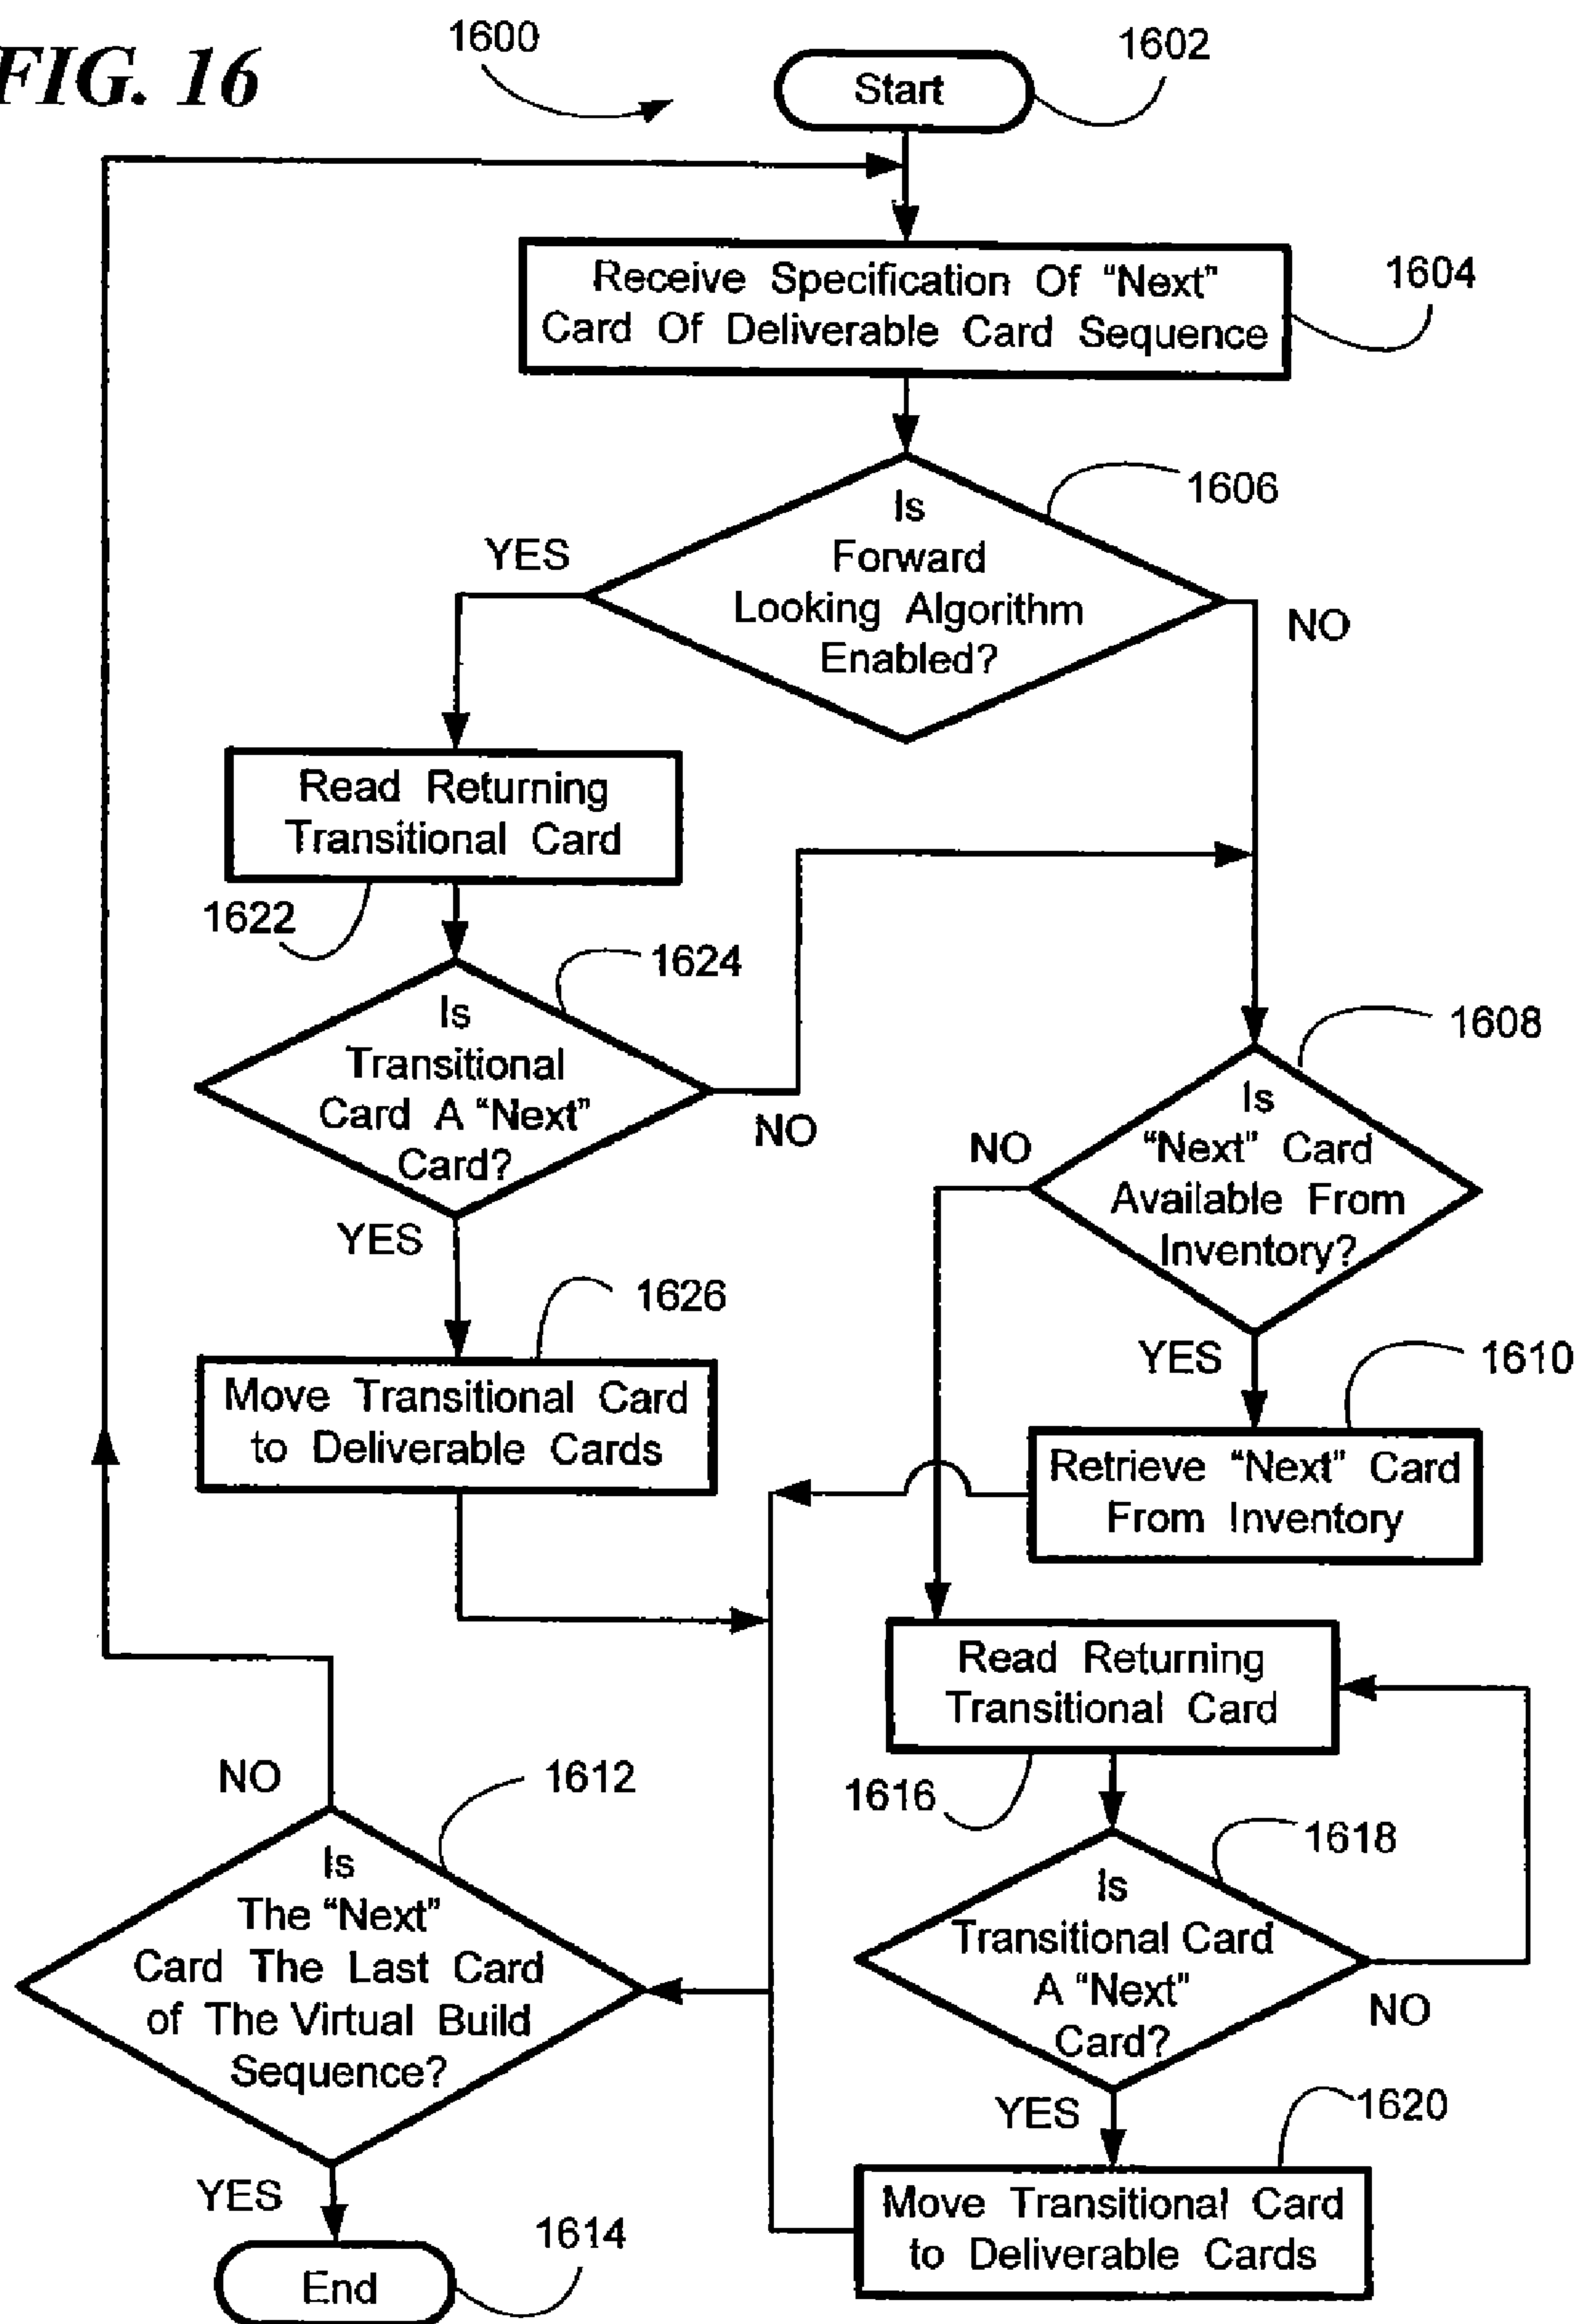 FIG. 16
1600
1602
Start
Receive Specification Of “Next”
Card Of Deliverable Card Sequence
1604
Is
Forward
Looking Algorithm
Enabled?
1606
YES
NO
Read Returning
Transitional Card
1622
Is
Transitional
Card A “Next”
Card?
1624
NO
YES
Is
“Next” Card
Available From
Inventory?
1608
NO
YES
Move Transitional Card
to Deliverable Cards
1626
Retrieve “Next” Card
From Inventory
1610
Read Returning
Transitional Card
1616
Is
The “Next”
Card The Last Card
of The Virtual Build
Sequence?
1612
NO
YES
Is
Transitional Card
A “Next”
Card?
1618
NO
YES
Move Transitional Card
to Deliverable Cards
1620
End
1614